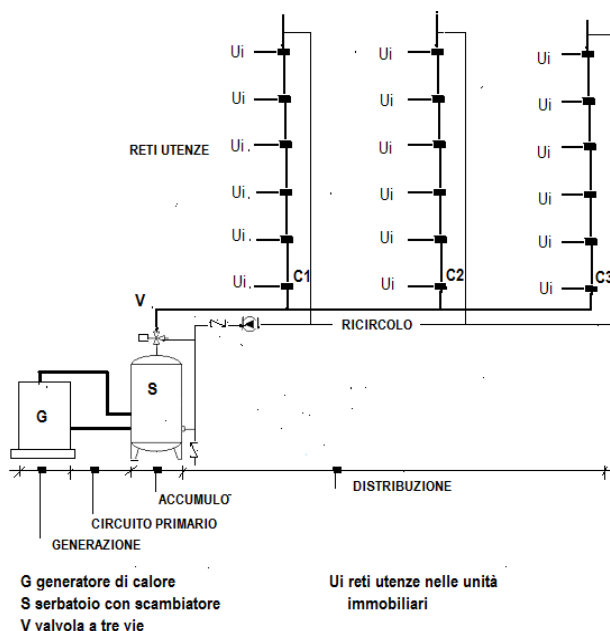 Ui Ui Ui
Ui Ui Ui
RETI UTENZE Ui. Ui Ui
Ui. Ui Ui
Ui Ui Ui
Ui. C1 Ui C2 Ui C3
V
RICIRCOLO
S
G
DISTRIBUZIONE
ACCUMULO
CIRCUITO PRIMARIO
GENERAZIONE
G generatore di calore
S serbatoio con scambiatore
V valvola a tre vie
Ui reti utenze nelle unità
immobiliari